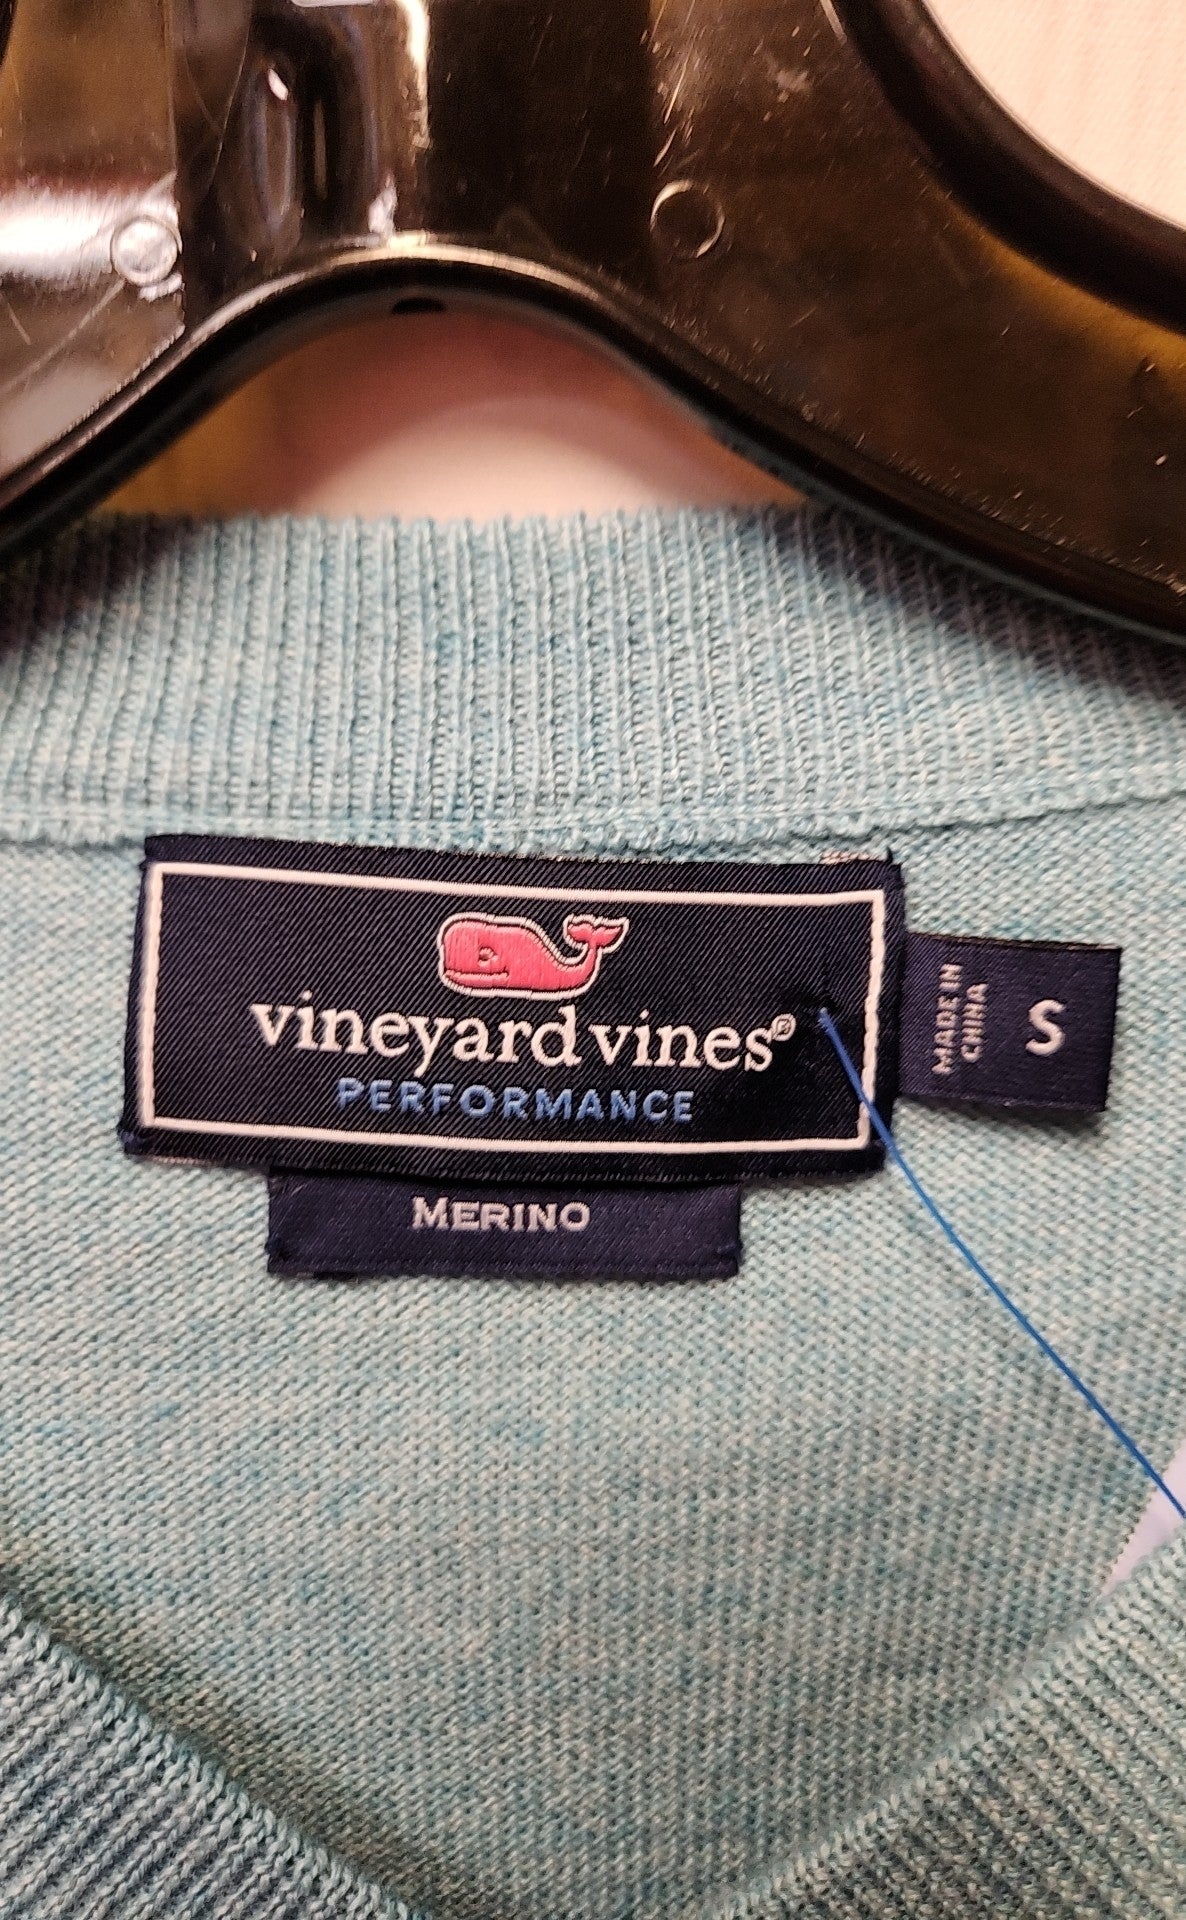 vineyard vines®
PERFORMANCE
MERINO
MADE IN
CHINA
S